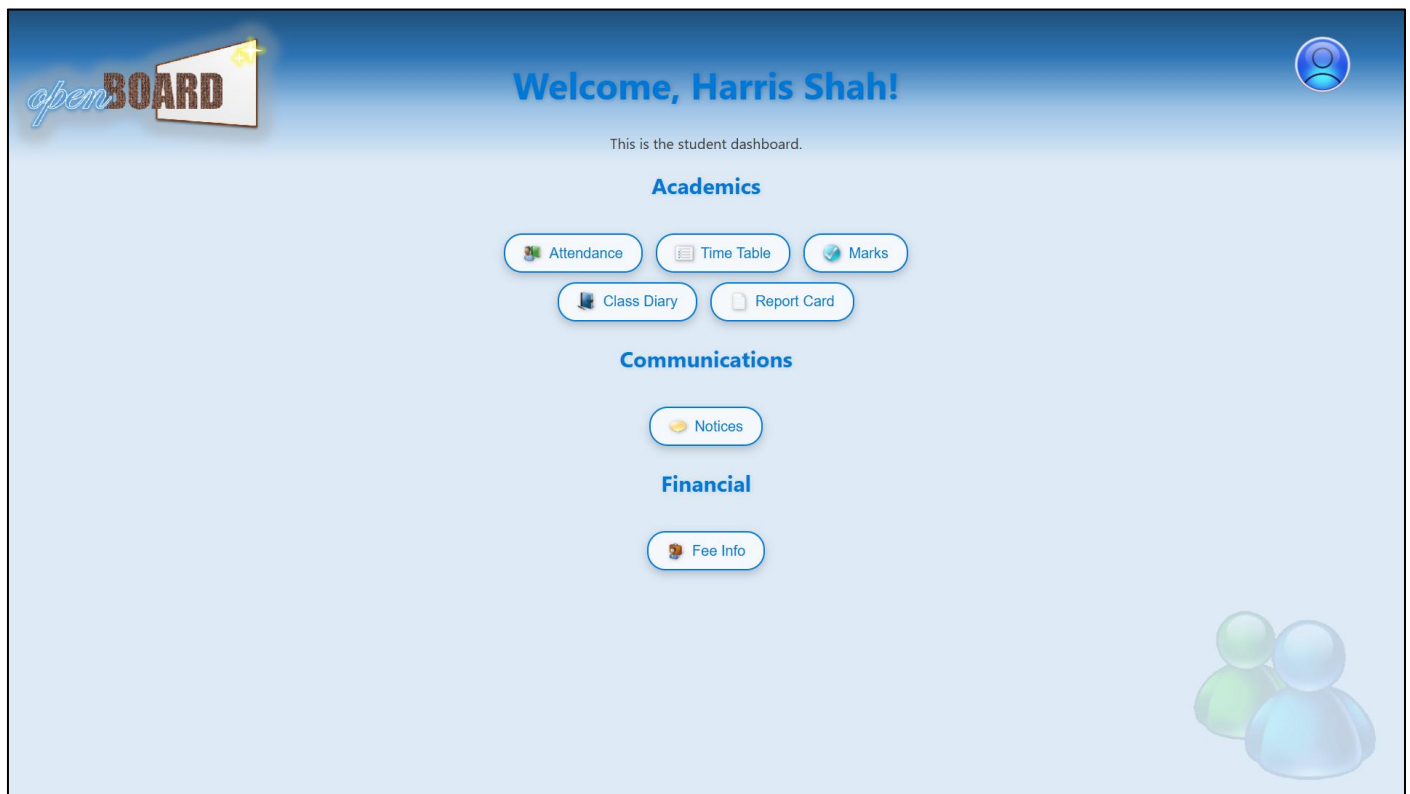 openBOARD
Welcome, Harris Shah!
This is the student dashboard.
Academics
Attendance Time Table Marks
Class Diary Report Card
Communications
Notices
Financial
Fee Info